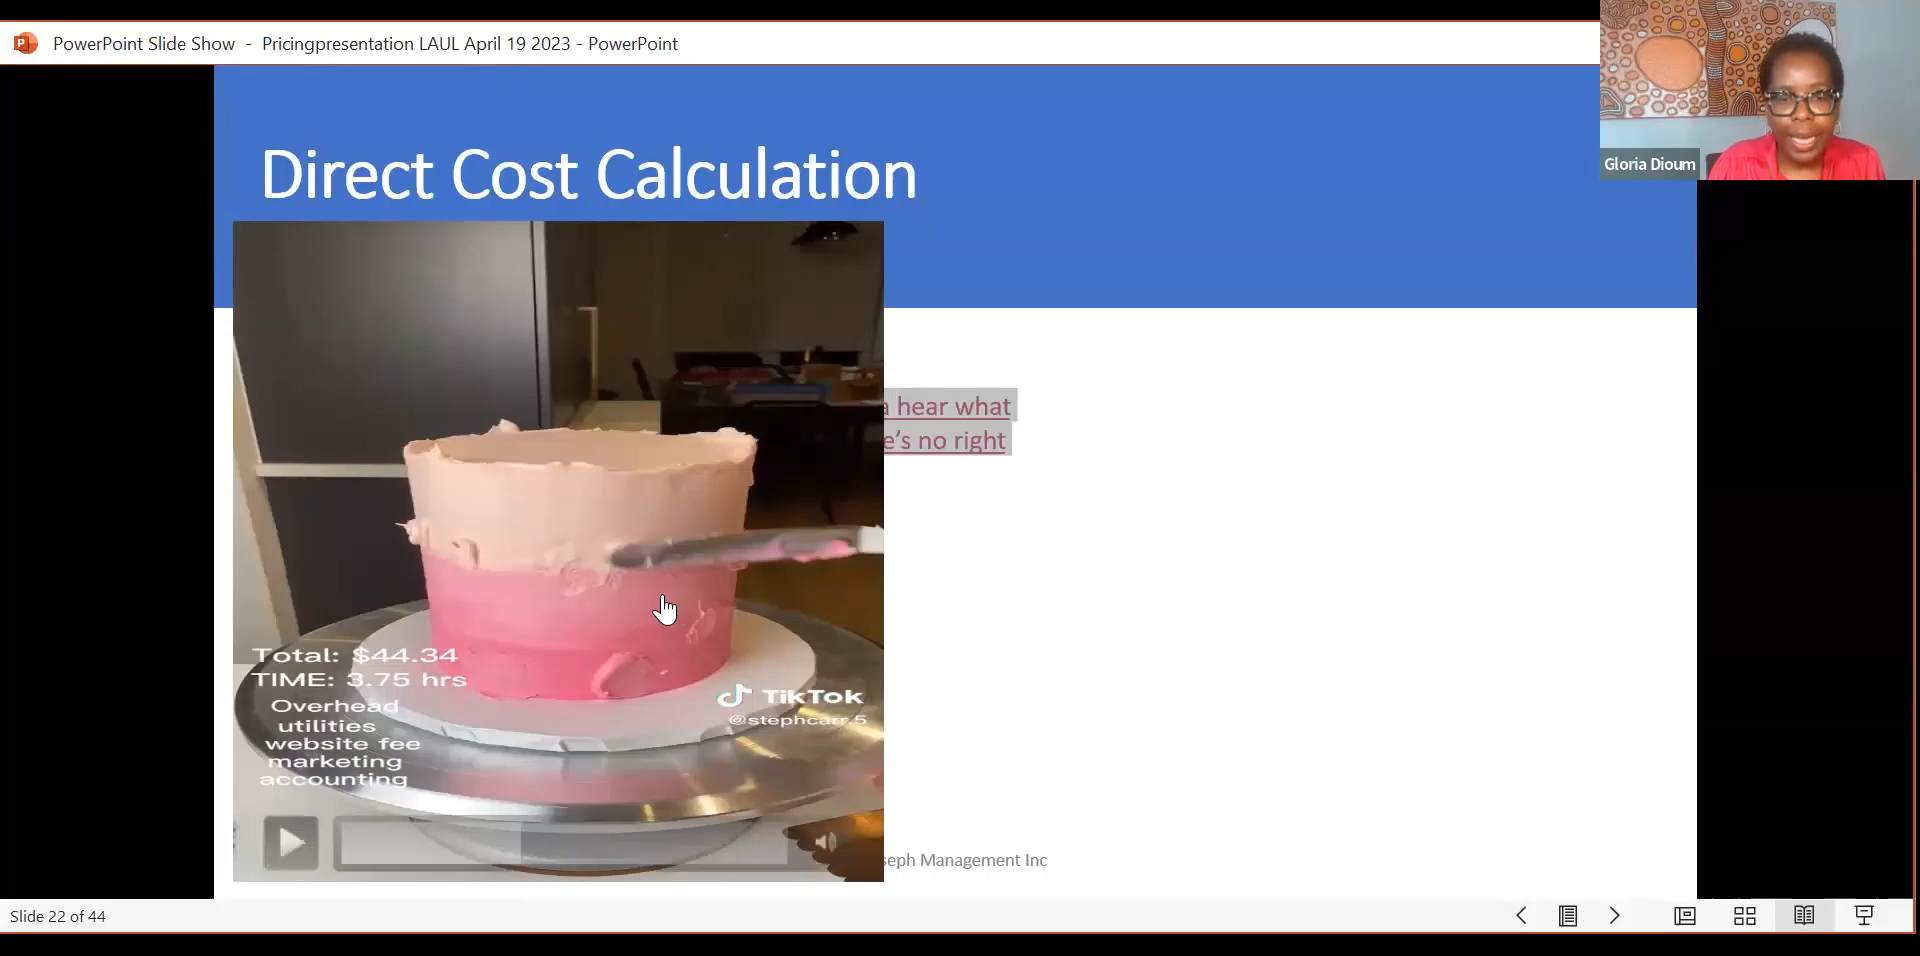 PowerPoint Slide Show - Pricingpresentation LAUL April 19 2023 - PowerPoint
Gloria Dioum
Direct Cost Calculation
hear what
no right
Total: $44.34
TIME: 3.75 hrs
Overhead
utilities
website fee
marketing
accounting
TikTok
@stephcarr.5
Management Inc
Slide 22 of 44